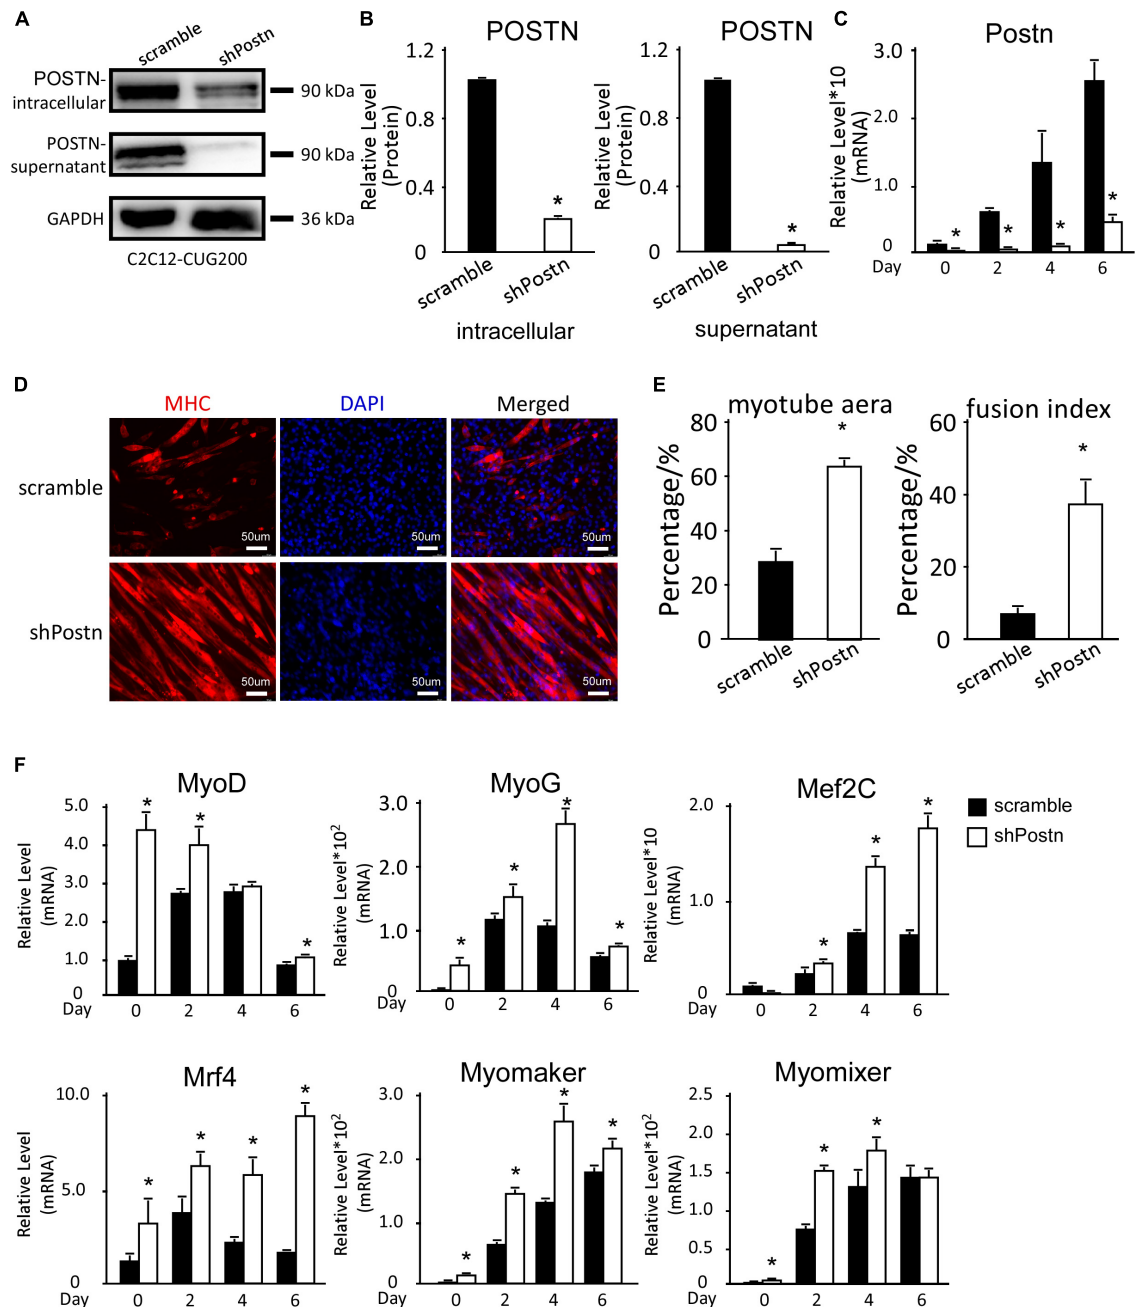 A
scramble
shPostn
POSTN-
intracellular
90 kDa
POSTN-
supernatant
90 kDa
GAPDH
36 kDa
C2C12-CUG200
B
POSTN
Relative Level
(Protein)
1.2
0.8
0.4
0
*
scramble
shPostn
intracellular
POSTN
Relative Level
(Protein)
1.2
0.8
0.4
0
*
scramble
shPostn
supernatant
C
Postn
Relative Level*10
(mRNA)
3.0
2.0
1.0
0
* * * *
Day 0 2 4 6
D
MHC DAPI Merged
scramble
50um 50um 50um
shPostn
50um 50um 50um
E
myotube aera
Percentage/%
80
60
40
20
0
*
scramble
shPostn
fusion index
Percentage/%
60
40
20
0
*
scramble
shPostn
F
MyoD
Relative Level
(mRNA)
5.0
4.0
3.0
2.0
1.0
0
* * *
Day 0 2 4 6
MyoG
Relative Level*10²
(mRNA)
3.0
2.0
1.0
0
* * * *
Day 0 2 4 6
Mef2C
Relative Level*10
(mRNA)
2.0
1.0
0
* * *
Day 0 2 4 6
scramble
shPostn
Mrf4
Relative Level
(mRNA)
10.0
5.0
0
* * * *
Day 0 2 4 6
Myomaker
Relative Level*10²
(mRNA)
3.0
2.0
1.0
0
* * * *
Day 0 2 4 6
Myomixer
Relative Level*10²
(mRNA)
2.5
2.0
1.5
1.0
0.5
0
* * *
Day 0 2 4 6